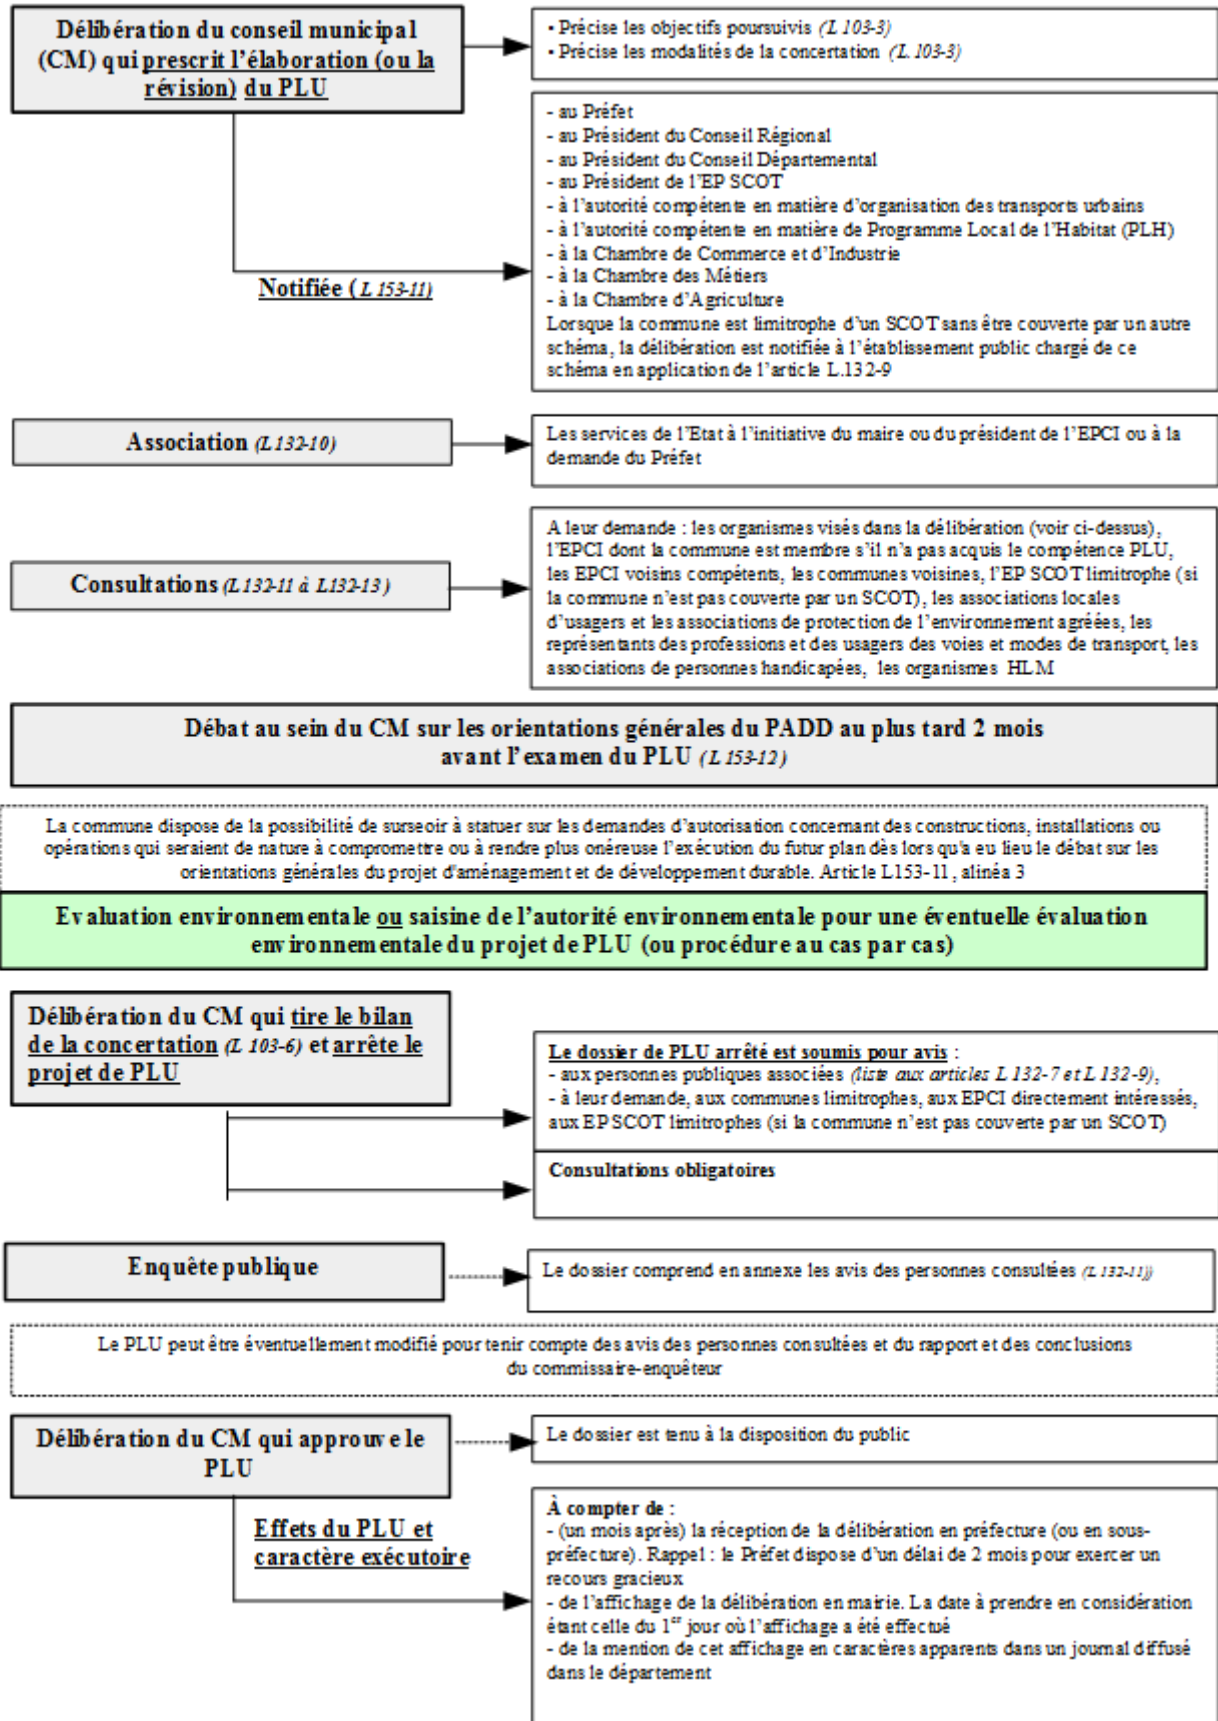 Délibération du conseil municipal
(CM) qui prescrit l'élaboration (ou la
révision) du PLU
• Précise les objectifs poursuivis (L 103-3)
• Précise les modalités de la concertation (L. 103-3)
Notifiée (L 153-11)
- au Préfet
- au Président du Conseil Régional
- au Président du Conseil Départemental
- au Président de l'EP SCOT
- à l'autorité compétente en matière d'organisation des transports urbains
- à l'autorité compétente en matière de Programme Local de l'Habitat (PLH)
- à la Chambre de Commerce et d'Industrie
- à la Chambre des Métiers
- à la Chambre d'Agriculture
Lorsque la commune est limitrophe d'un SCOT sans être couverte par un autre
schéma, la délibération est notifiée à l'établissement public chargé de ce
schéma en application de l'article L.132-9
Association (L132-10)
Les services de l'Etat à l'initiative du maire ou du président de l'EPCI ou à la
demande du Préfet
Consultations (L132-11 à L132-13)
A leur demande : les organismes visés dans la délibération (voir ci-dessus),
l'EPCI dont la commune est membre s'il n'a pas acquis le compétence PLU,
les EPCI voisins compétents, les communes voisines, l'EP SCOT limitrophe (si
la commune n'est pas couverte par un SCOT), les associations locales
d'usagers et les associations de protection de l'environnement agréées, les
représentants des professions et des usagers des voies et modes de transport, les
associations de personnes handicapées, les organismes HLM
Débat au sein du CM sur les orientations générales du PADD au plus tard 2 mois
avant l'examen du PLU (L 153-12)
La commune dispose de la possibilité de surseoir à statuer sur les demandes d'autorisation concernant des constructions, installations ou
opérations qui seraient de nature à compromettre ou à rendre plus onéreuse l'exécution du futur plan dès lors qu'a eu lieu le débat sur les
orientations générales du projet d'aménagement et de développement durable. Article L153-11, alinéa 3
Evaluation environnementale ou saisine de l'autorité environnementale pour une éventuelle évaluation
environnementale du projet de PLU (ou procédure au cas par cas)
Délibération du CM qui tire le bilan
de la concertation (L 103-6) et arrête le
projet de PLU
Le dossier de PLU arrêté est soumis pour avis :
- aux personnes publiques associées (liste aux articles L 132-7 et L 132-9),
- à leur demande, aux communes limitrophes, aux EPCI directement intéressés,
aux EP SCOT limitrophes (si la commune n'est pas couverte par un SCOT)
Consultations obligatoires
Enquête publique
Le dossier comprend en annexe les avis des personnes consultées (L 132-11))
Le PLU peut être éventuellement modifié pour tenir compte des avis des personnes consultées et du rapport et des conclusions
du commissaire-enquêteur
Délibération du CM qui approuve le
PLU
Le dossier est tenu à la disposition du public
Effets du PLU et
caractère exécutoire
À compter de :
- (un mois après) la réception de la délibération en préfecture (ou en sous-
préfecture). Rappel : le Préfet dispose d'un délai de 2 mois pour exercer un
recours gracieux
- de l'affichage de la délibération en mairie. La date à prendre en considération
étant celle du 1er jour où l'affichage a été effectué
- de la mention de cet affichage en caractères apparents dans un journal diffusé
dans le département